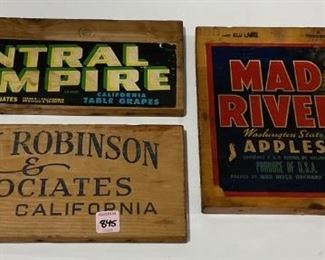 NTRAL
MPIRE
CALIFORNIA
TABLE GRAPES
ROBINSON
&
OCIATES
CALIFORNIA
845
MAD
RIVER
Washington State
APPLES
PRODUCE OF U.S.A.